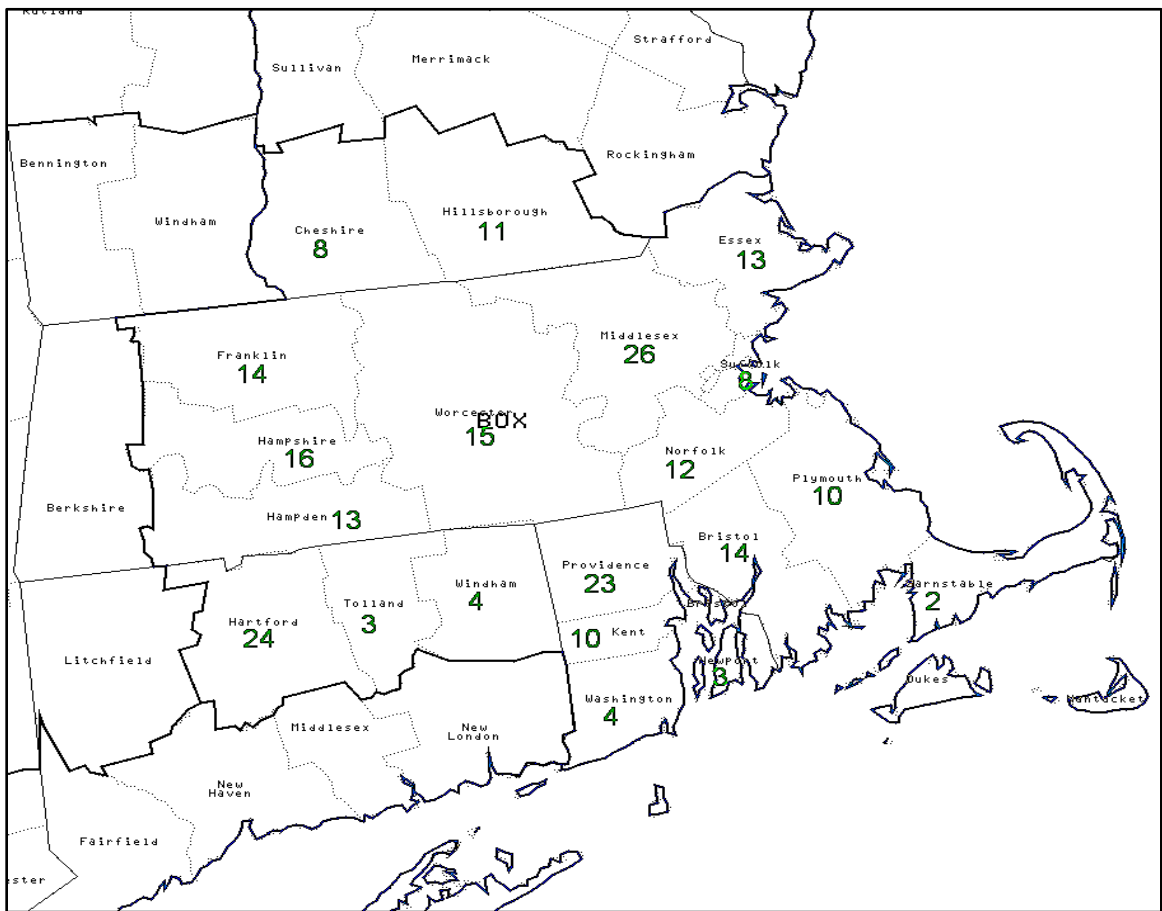 Rutland
Strafford
Sullivan
Merrimack
Bennington
Rockingham
Windham
Cheshire
8
Hillsborough
11
Essex
13
Franklin
14
Middlesex
26
Suffolk
8
Worcester
BOX
15
Hampshire
16
Norfolk
12
Plymouth
10
Berkshire
Hampden 13
Bristol
14
Providence
23
Windham
4
Barnstable
2
Tolland
3
Hartford
24
Bristol
10 Kent
Litchfield
Newport
3
Washington
4
Dukes
Nantucket
Middlesex
New
London
New
Haven
Fairfield
ester